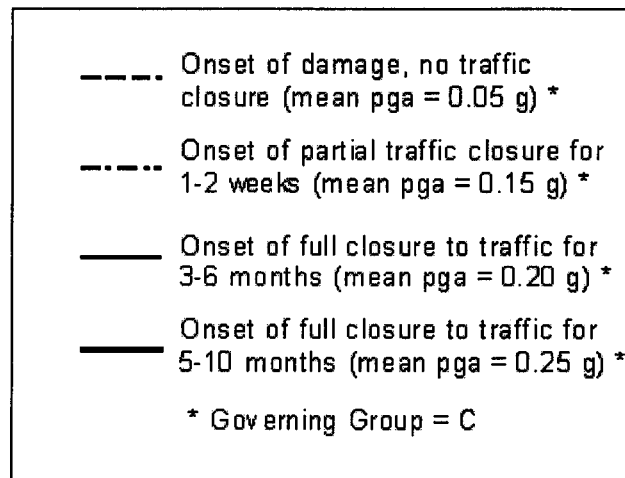 Onset of damage, no traffic
closure (mean pga = 0.05 g) *
Onset of partial traffic closure for
1-2 weeks (mean pga = 0.15 g) *
Onset of full closure to traffic for
3-6 months (mean pga = 0.20 g) *
Onset of full closure to traffic for
5-10 months (mean pga = 0.25 g) *
* Governing Group = C